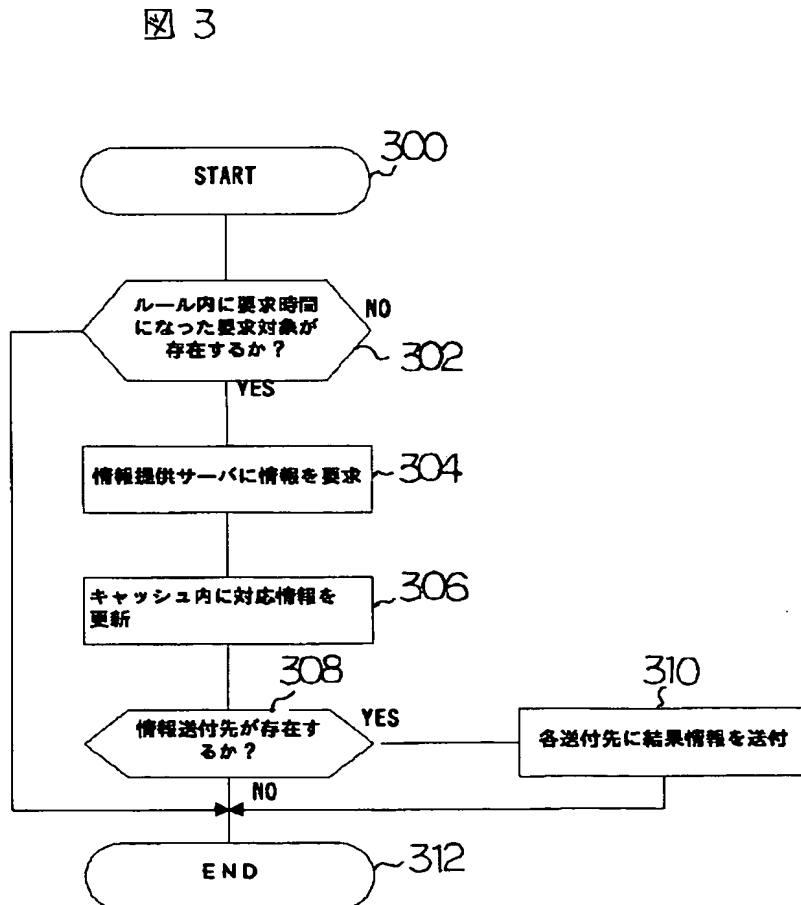 図 3
START
300
ルール内に要求時間
になった要求対象が
存在するか？
NO
302
YES
情報提供サーバに情報を要求
304
キャッシュ内に対応情報を
更新
306
308
情報送付先が存在す
るか？
YES
310
各送付先に結果情報を送付
NO
END
312